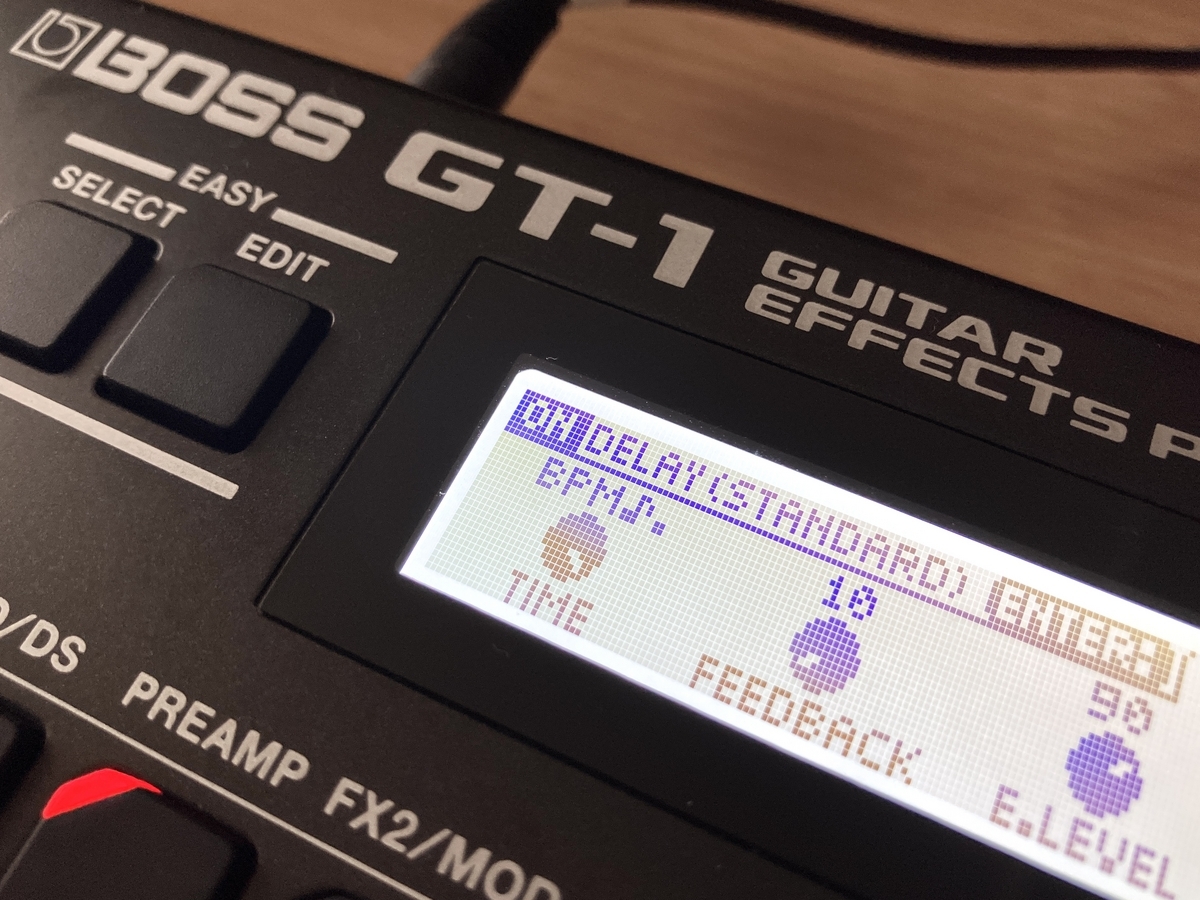 BOSS GT-1 GUITAR
EFFECTS
EASY
SELECT
EDIT
ON DELAY(STANDARD)
BPM♪.
10
90
TIME
FEEDBACK
E.LEVEL
/DS
PREAMP
FX2/MOD